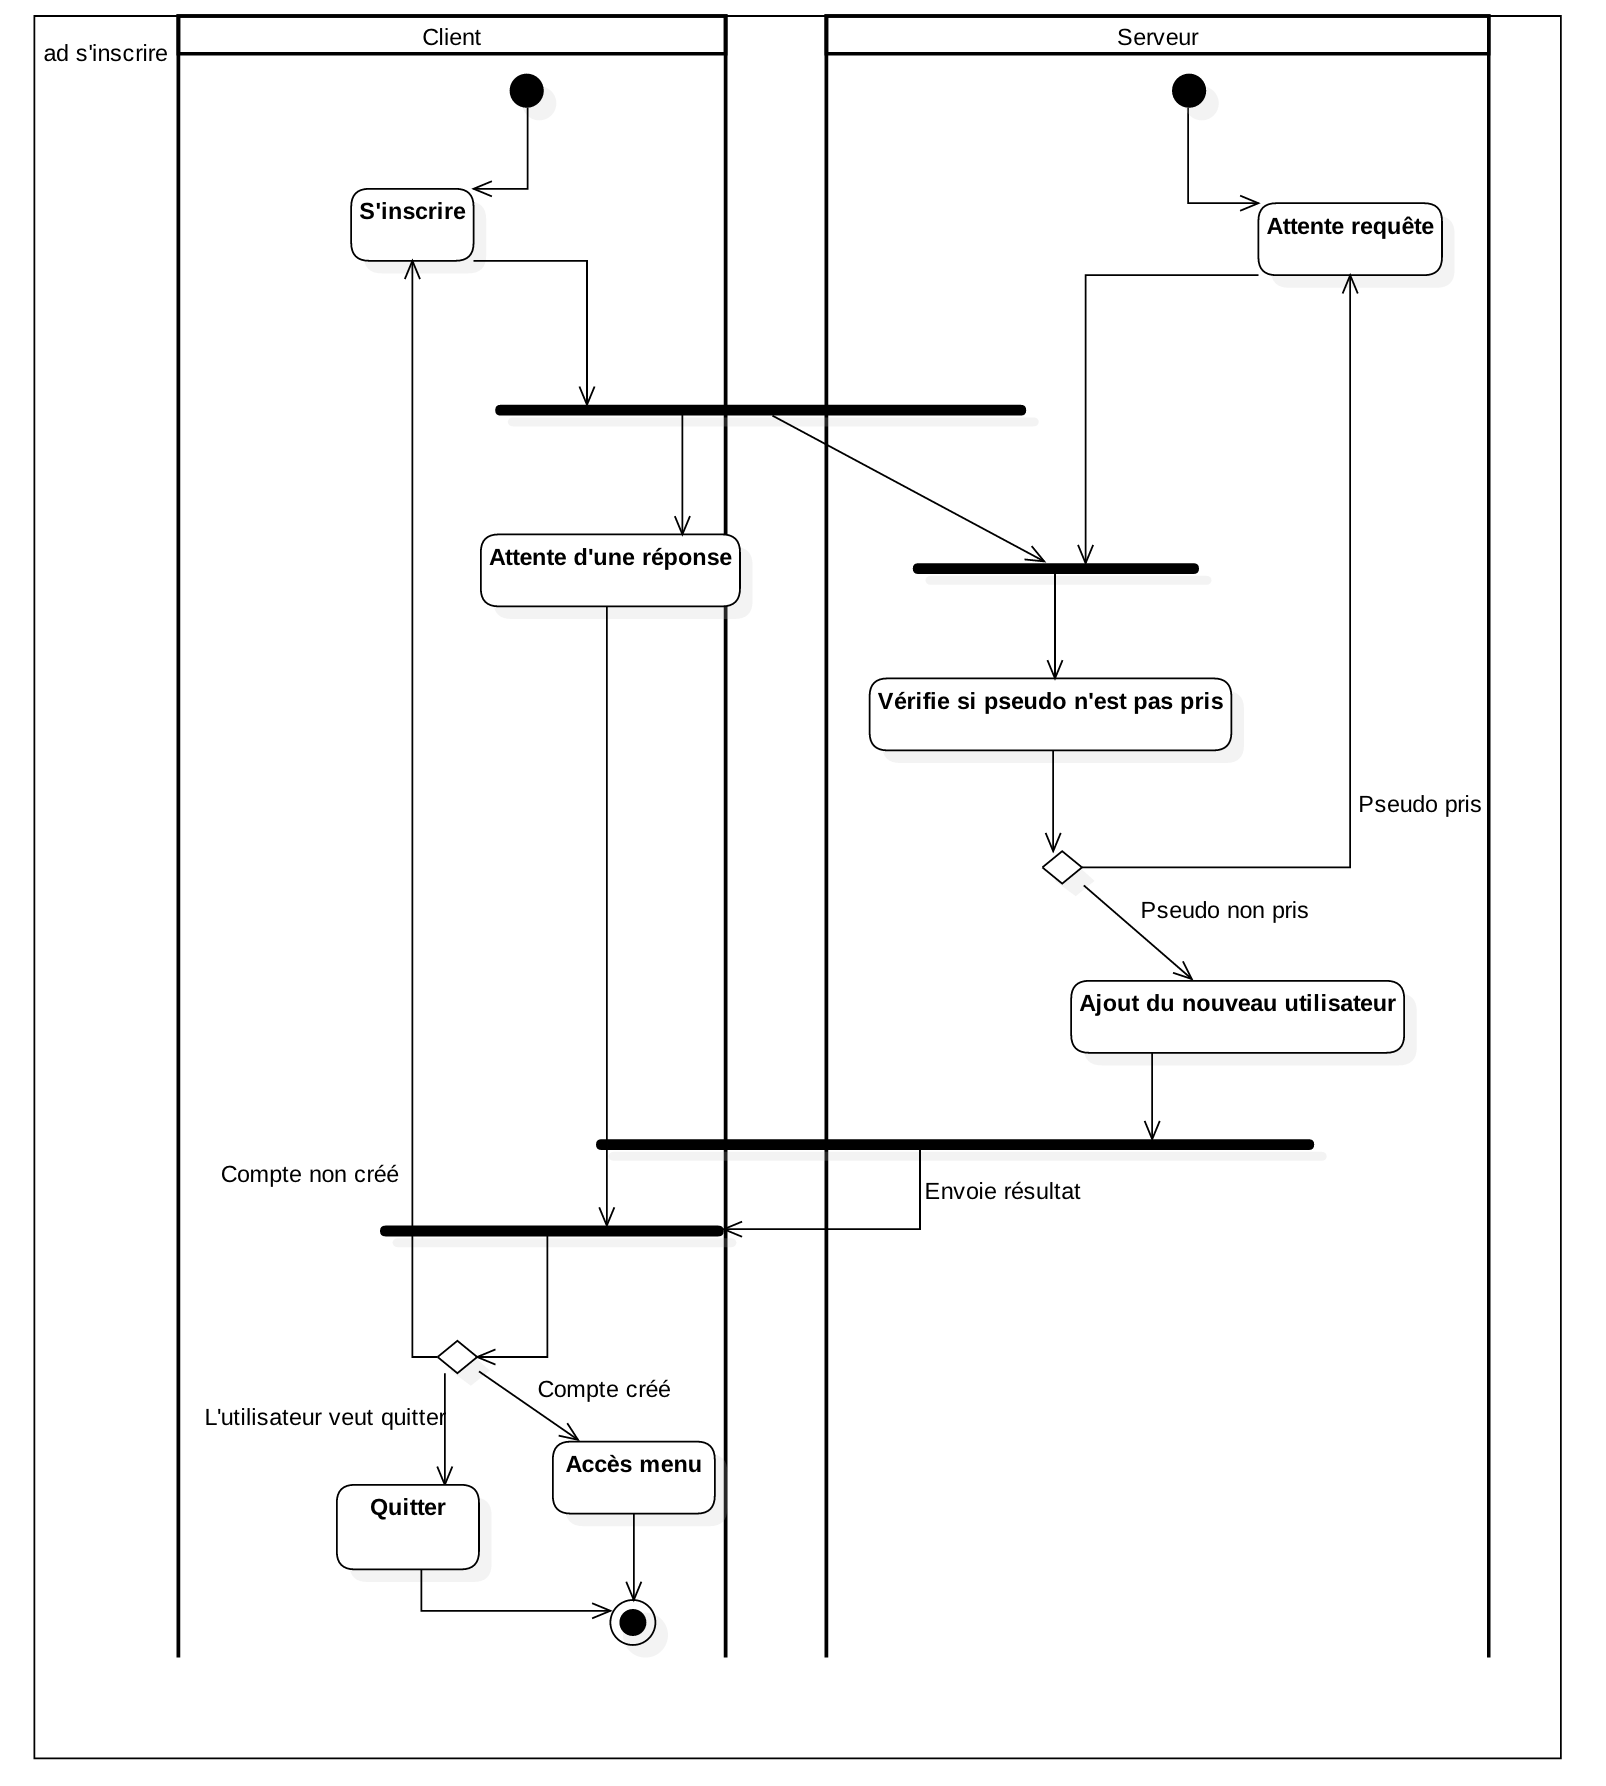 ad s'inscrire
Client
Serveur
S'inscrire
Attente requête
Attente d'une réponse
Vérifie si pseudo n'est pas pris
Pseudo pris
Pseudo non pris
Ajout du nouveau utilisateur
Compte non créé
Envoie résultat
Compte créé
L'utilisateur veut quitter
Accès menu
Quitter